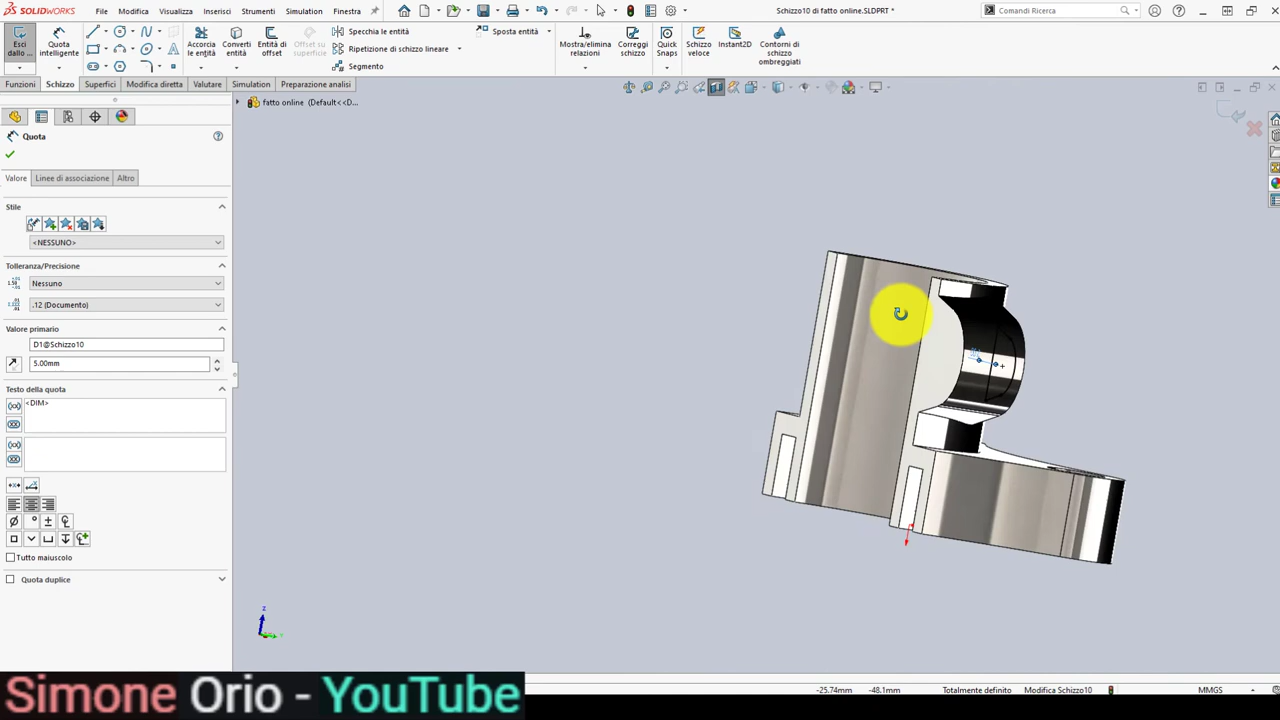 SOLIDWORKS File Modifica Visualizza Inserisci Strumenti Simulation Finestra Schizzo10 di fatto online.SLDPRT * Comandi Ricerca
Esci dallo ... Quota intelligente Accorcia le entità Converti entità Entità di offset Offset su superficie Specchia le entità Ripetizione di schizzo lineare Segmento Sposta entità Mostra/elimina relazioni Correggi schizzo Quick Snaps Schizzo veloce Instant2D Contorni di schizzo ombreggiati
Funzioni Schizzo Superfici Modifica diretta Valutare Simulation Preparazione analisi
fatto online (Default<<D...
Quota
Valore Linee di associazione Altro
Stile
<NESSUNO>
Tolleranza/Precisione
Nessuno
.12 (Documento)
Valore primario
D1@Schizzo10
5.00mm
Testo della quota
<DIM>
Tutto maiuscolo
Quota duplice
Z
Y
-25.74mm -48.1mm Totalmente definito Modifica Schizzo10 MMGS
Simone Orio - YouTube